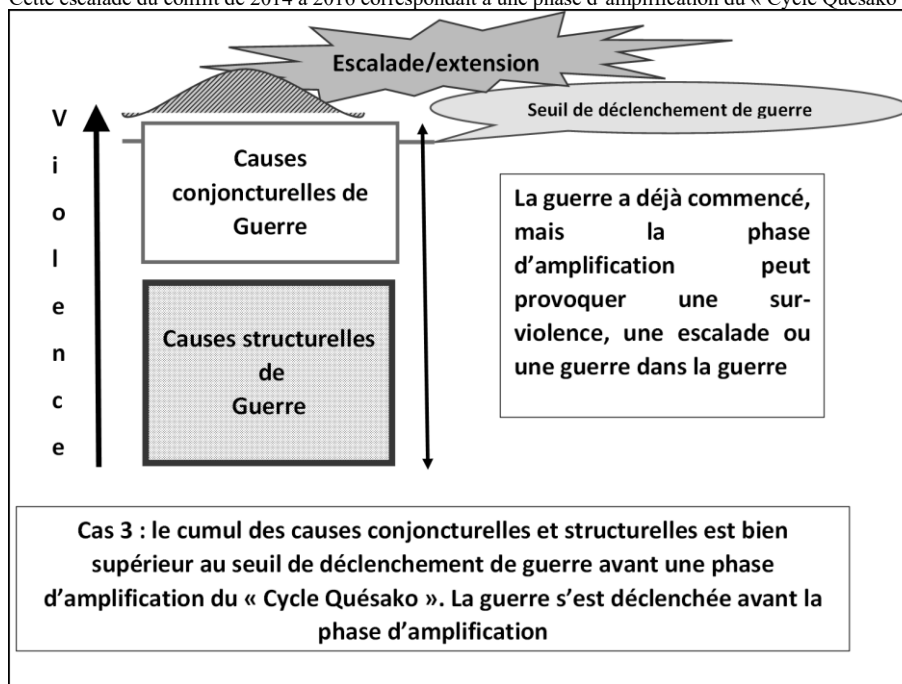 Cette escalade du conflit de 2014 à 2016 correspondait à une phase d'amplification du « Cycle Quésako
Escalade/extension
Seuil de déclenchement de guerre
Violence
Causes
conjoncturelles de
Guerre
La guerre a déjà commencé,
mais la phase
d'amplification peut
provoquer une sur-
violence, une escalade ou
une guerre dans la guerre
Causes structurelles
de
Guerre
Cas 3 : le cumul des causes conjoncturelles et structurelles est bien
supérieur au seuil de déclenchement de guerre avant une phase
d'amplification du « Cycle Quésako ». La guerre s'est déclenchée avant la
phase d'amplification